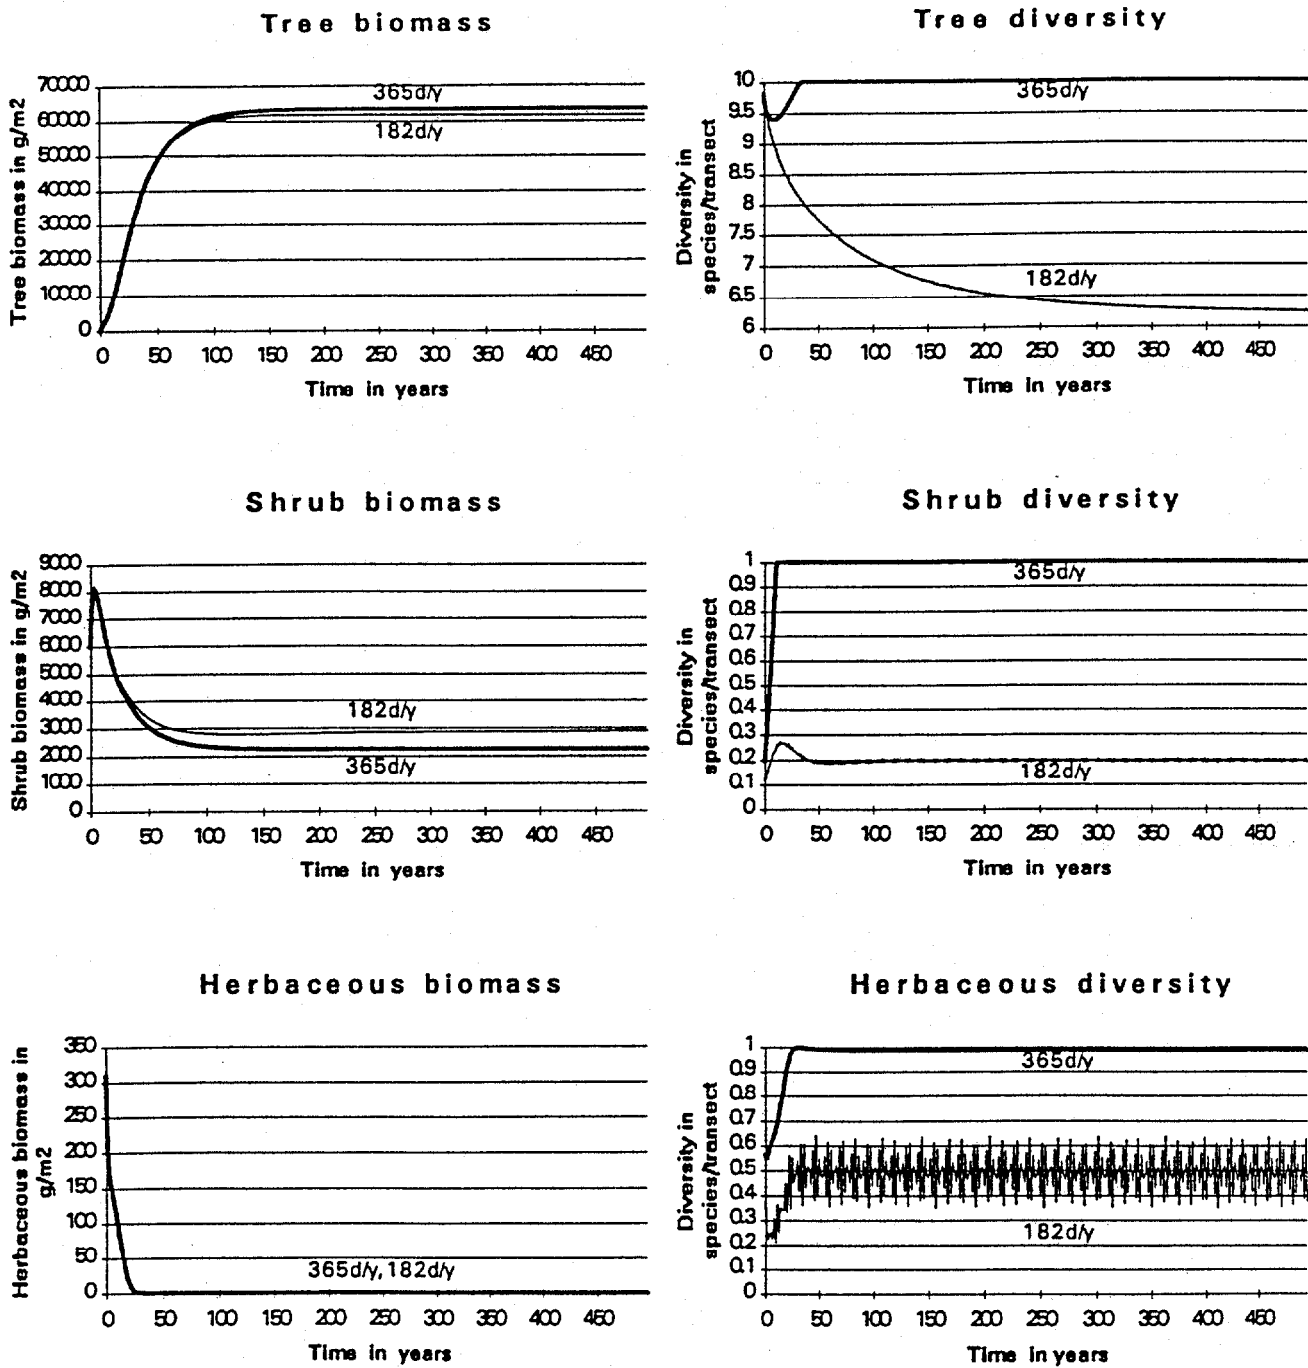 Tree biomass
Tree biomass in g/m2
70000
60000
50000
40000
30000
20000
10000
0
365d/y
182d/y
0 50 100 150 200 250 300 350 400 450
Time in years
Tree diversity
Diversity in
species/transect
10
9.5
9
8.5
8
7.5
7
6.5
6
365d/y
182d/y
0 50 100 150 200 250 300 350 400 450
Time in years
Shrub biomass
Shrub biomass in g/m2
9000
8000
7000
6000
5000
4000
3000
2000
1000
0
182d/y
365d/y
0 50 100 150 200 250 300 350 400 450
Time in years
Shrub diversity
Diversity in
species/transect
1
0.9
0.8
0.7
0.6
0.5
0.4
0.3
0.2
0.1
0
365d/y
182d/y
0 50 100 150 200 250 300 350 400 450
Time in years
Herbaceous biomass
Herbaceous biomass in
g/m2
350
300
250
200
150
100
50
0
365d/y, 182d/y
0 50 100 150 200 250 300 350 400 450
Time in years
Herbaceous diversity
Diversity in
species/transect
1
0.9
0.8
0.7
0.6
0.5
0.4
0.3
0.2
0.1
0
365d/y
182d/y
0 50 100 150 200 250 300 350 400 450
Time in years